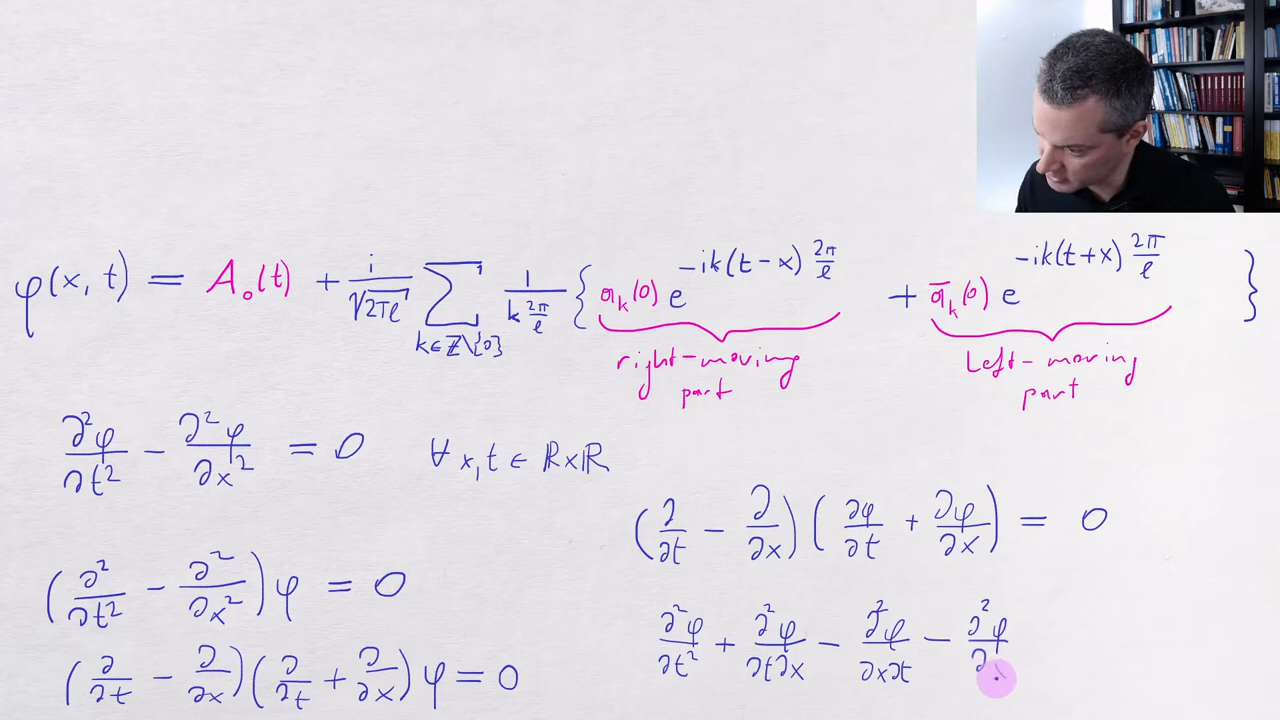 φ(x, t) = A₀(t) + i/√(2πℓ) Σ_{k∈ℤ\{0}} 1/(k 2π/ℓ) { a_k(0) e^{-ik(t-x) 2π/ℓ} + ā_k(0) e^{-ik(t+x) 2π/ℓ} }
right-moving part
Left-moving part
∂²φ/∂t² - ∂²φ/∂x² = 0 ∀ x,t ∈ ℝ×ℝ
(∂/∂t - ∂/∂x)(∂φ/∂t + ∂φ/∂x) = 0
(∂²/∂t² - ∂²/∂x²)φ = 0
∂²φ/∂t² + ∂²φ/∂t∂x - ∂²φ/∂x∂t - ∂²φ/∂
(∂/∂t - ∂/∂x)(∂/∂t + ∂/∂x)φ = 0